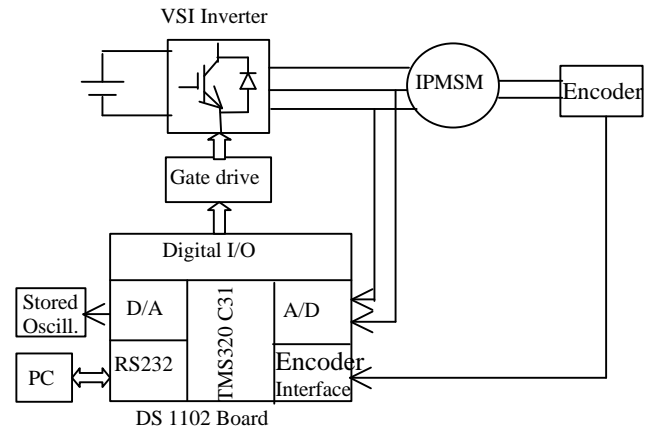 VSI Inverter
IPMSM
Encoder
Gate drive
Digital I/O
Stored
Oscill.
D/A
TMS320 C31
A/D
PC
RS232
Encoder
Interface
DS 1102 Board